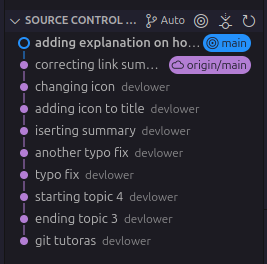 SOURCE CONTROL ... Auto
adding explanation on ho... main
correcting link sum... origin/main
changing icon devlower
adding icon to title devlower
iserting summary devlower
another typo fix devlower
typo fix devlower
starting topic 4 devlower
ending topic 3 devlower
git tutoras devlower